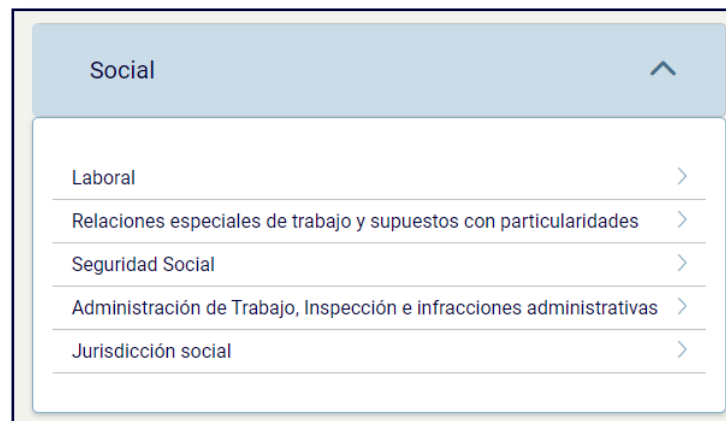 Social
Laboral
Relaciones especiales de trabajo y supuestos con particularidades
Seguridad Social
Administración de Trabajo, Inspección e infracciones administrativas
Jurisdicción social